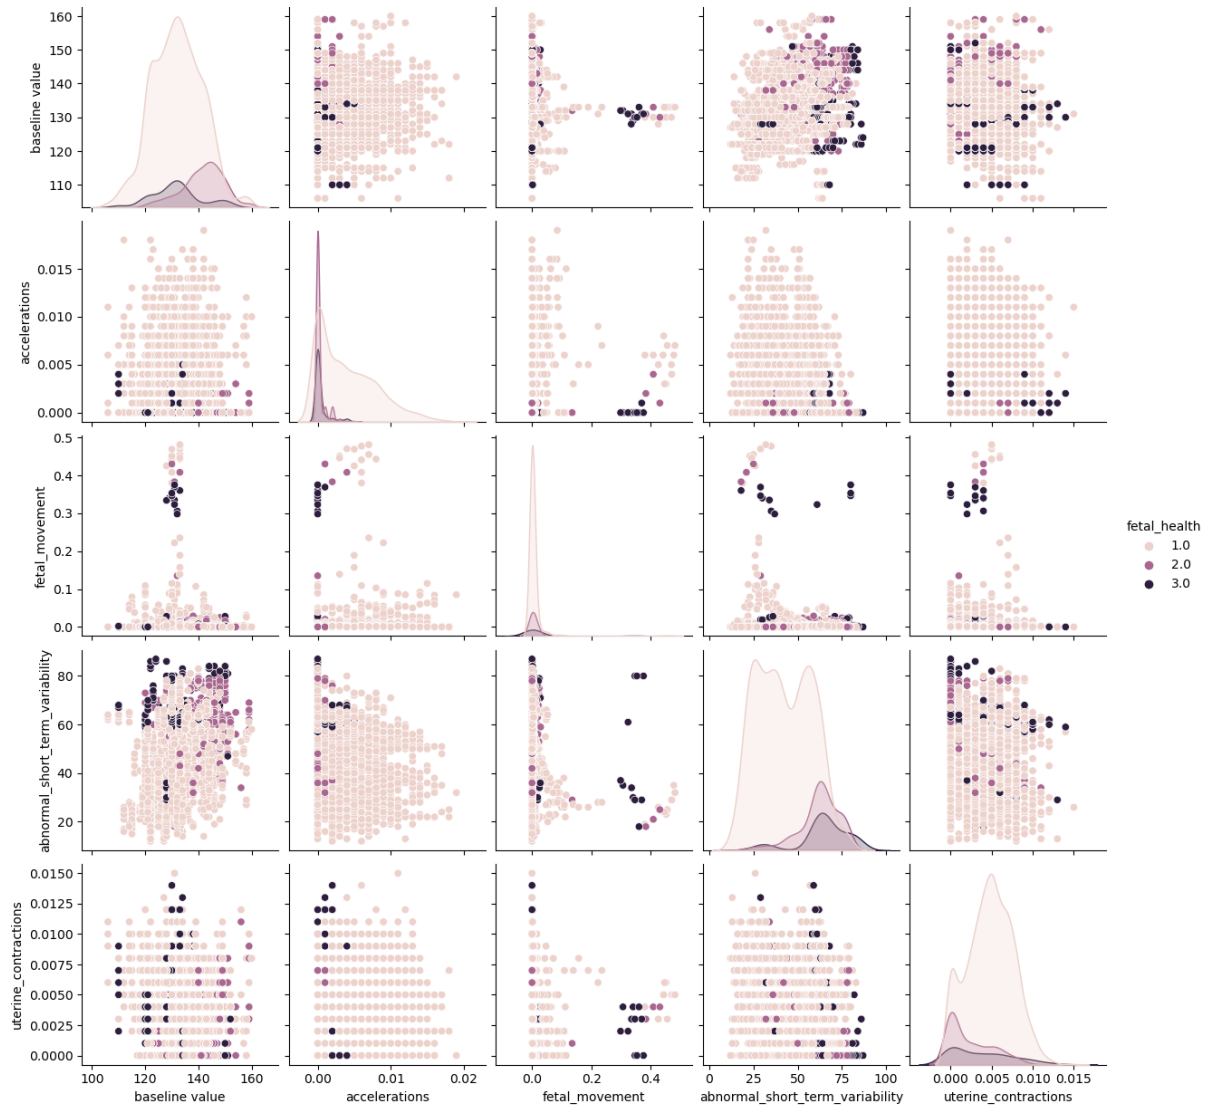 160
150
140
130
120
110
baseline value
0.015
0.010
0.005
0.000
accelerations
0.5
0.4
0.3
0.2
0.1
0.0
fetal_movement
fetal_health
1.0
2.0
3.0
80
60
40
20
abnormal_short_term_variability
0.0150
0.0125
0.0100
0.0075
0.0050
0.0025
0.0000
uterine_contractions
100 120 140 160
0.00 0.01 0.02
0.0 0.2 0.4
0 25 50 75 100
0.000 0.005 0.010 0.015
baseline value
accelerations
fetal_movement
abnormal_short_term_variability
uterine_contractions